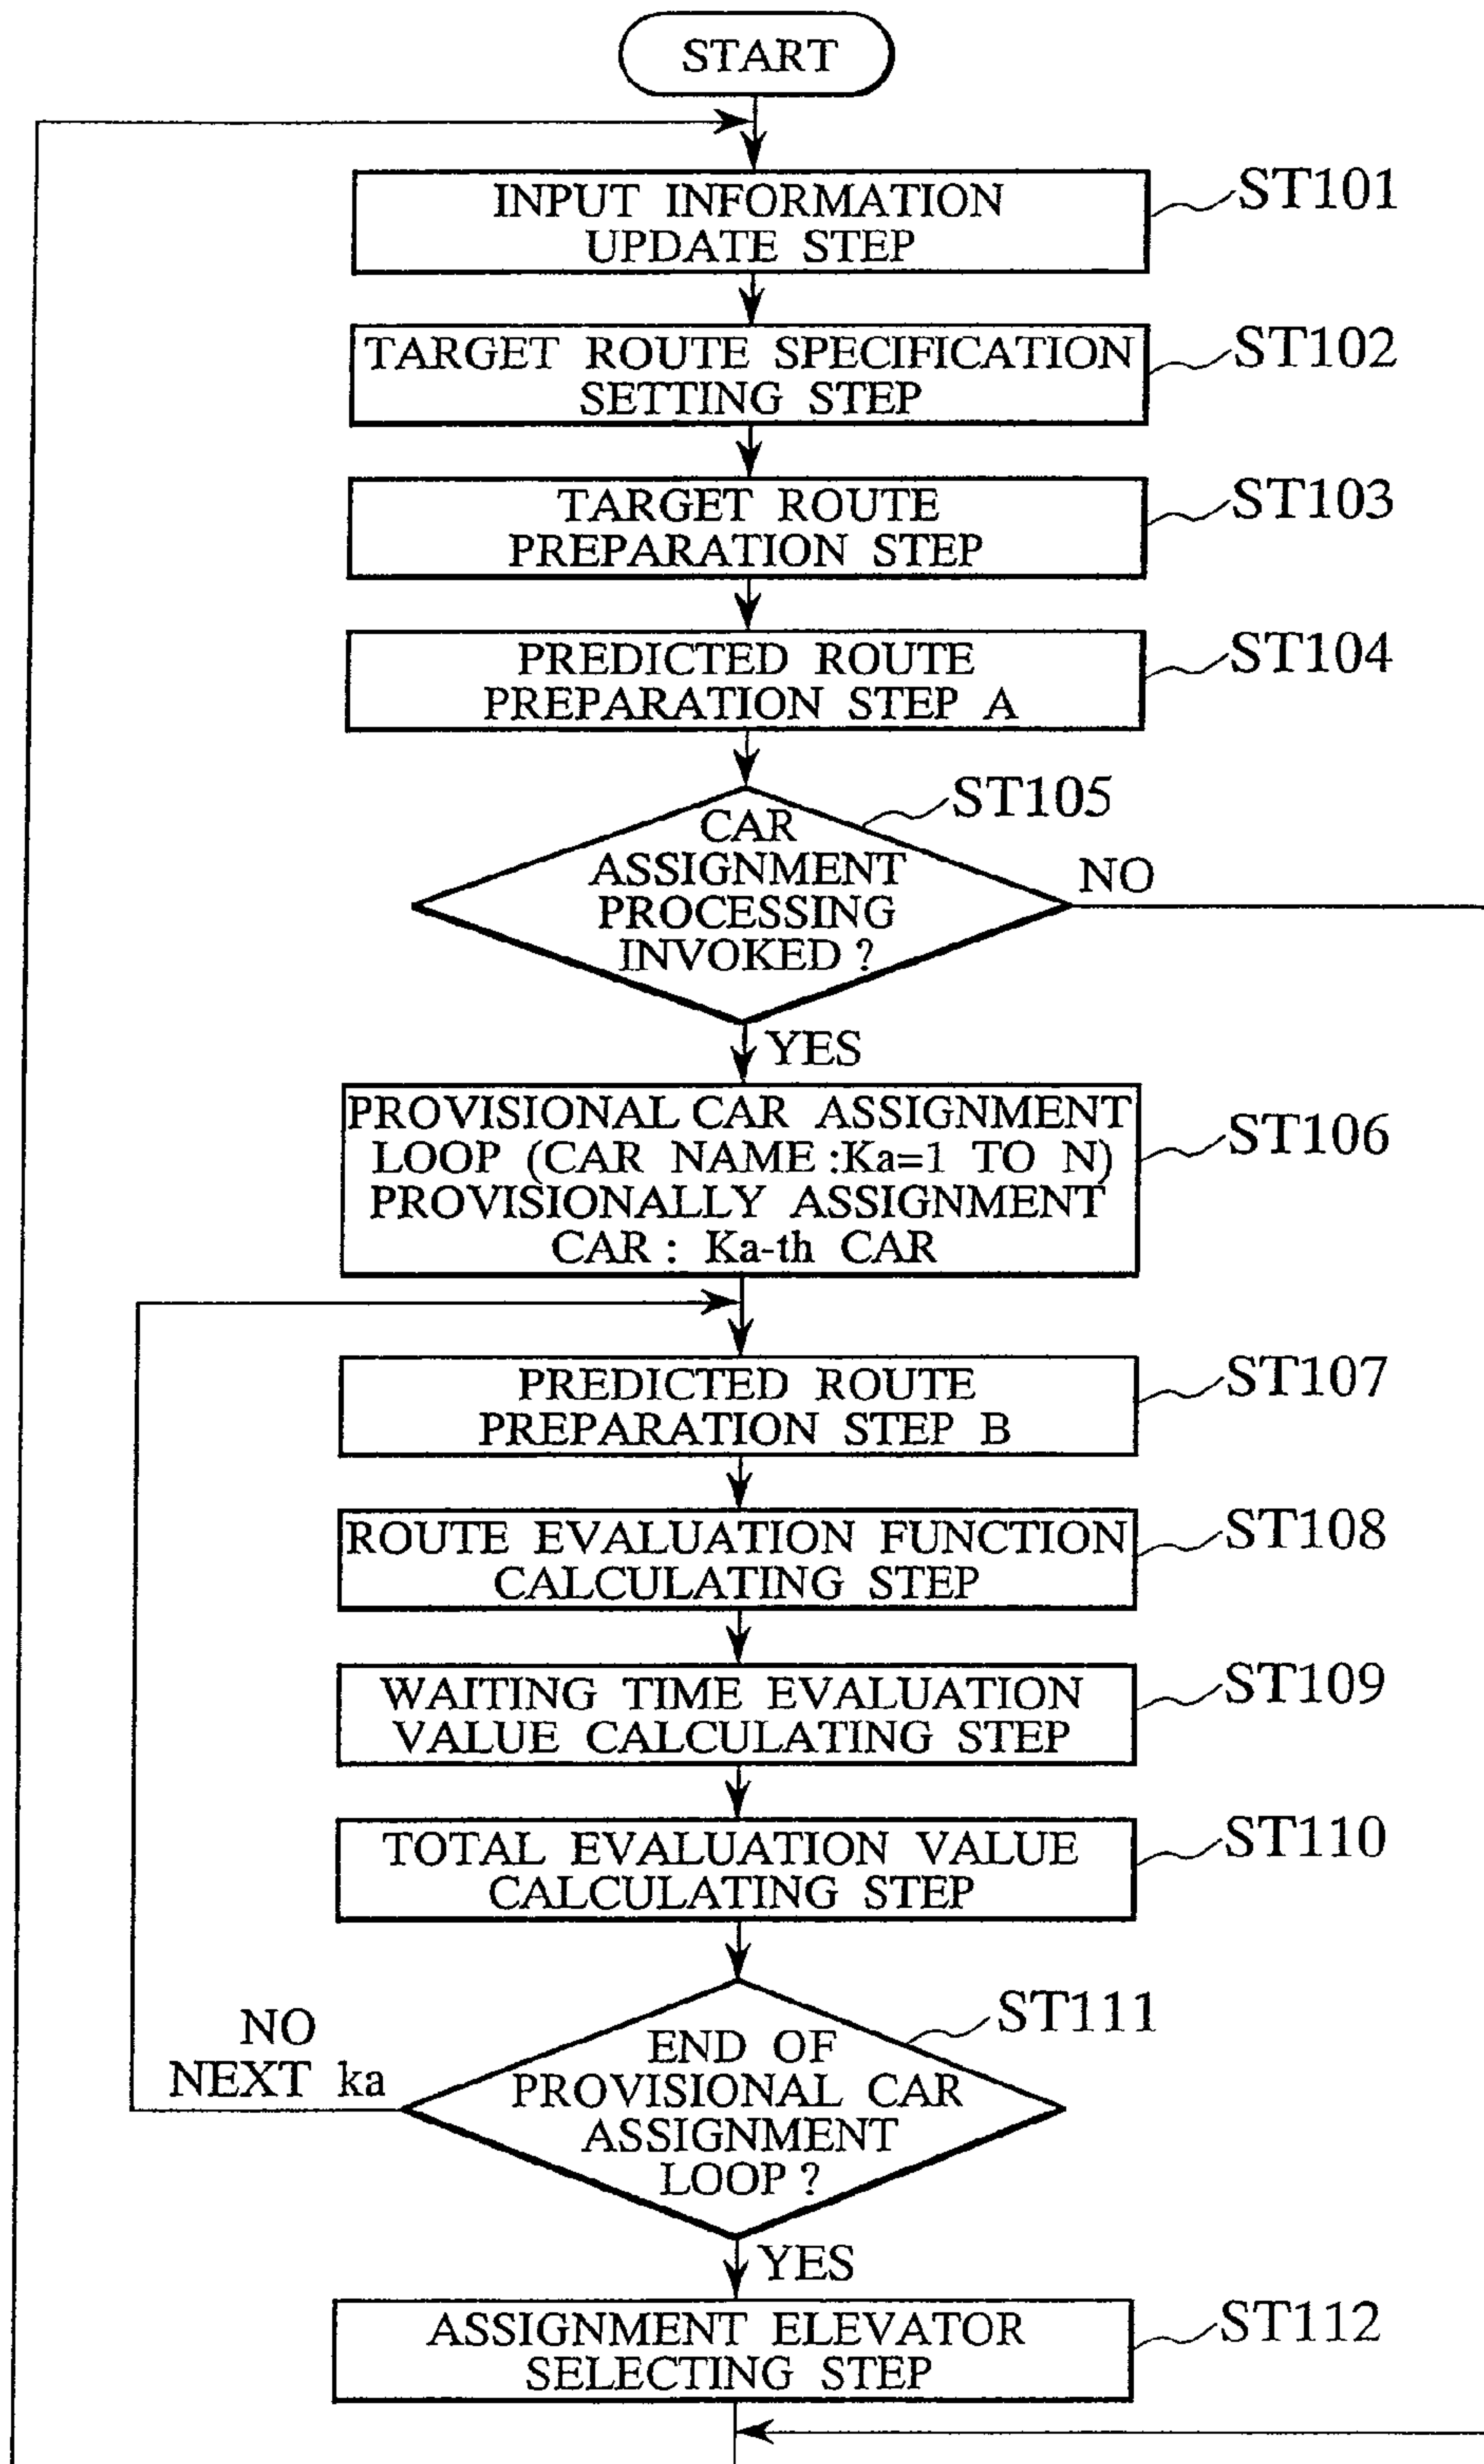 START
INPUT INFORMATION
UPDATE STEP
ST101
TARGET ROUTE SPECIFICATION
SETTING STEP
ST102
TARGET ROUTE
PREPARATION STEP
ST103
PREDICTED ROUTE
PREPARATION STEP A
ST104
CAR
ASSIGNMENT
PROCESSING
INVOKED ?
ST105
NO
YES
PROVISIONAL CAR ASSIGNMENT
LOOP (CAR NAME :Ka=1 TO N)
PROVISIONALLY ASSIGNMENT
CAR : Ka-th CAR
ST106
PREDICTED ROUTE
PREPARATION STEP B
ST107
ROUTE EVALUATION FUNCTION
CALCULATING STEP
ST108
WAITING TIME EVALUATION
VALUE CALCULATING STEP
ST109
TOTAL EVALUATION VALUE
CALCULATING STEP
ST110
END OF
PROVISIONAL CAR
ASSIGNMENT
LOOP ?
ST111
NO
NEXT ka
YES
ASSIGNMENT ELEVATOR
SELECTING STEP
ST112